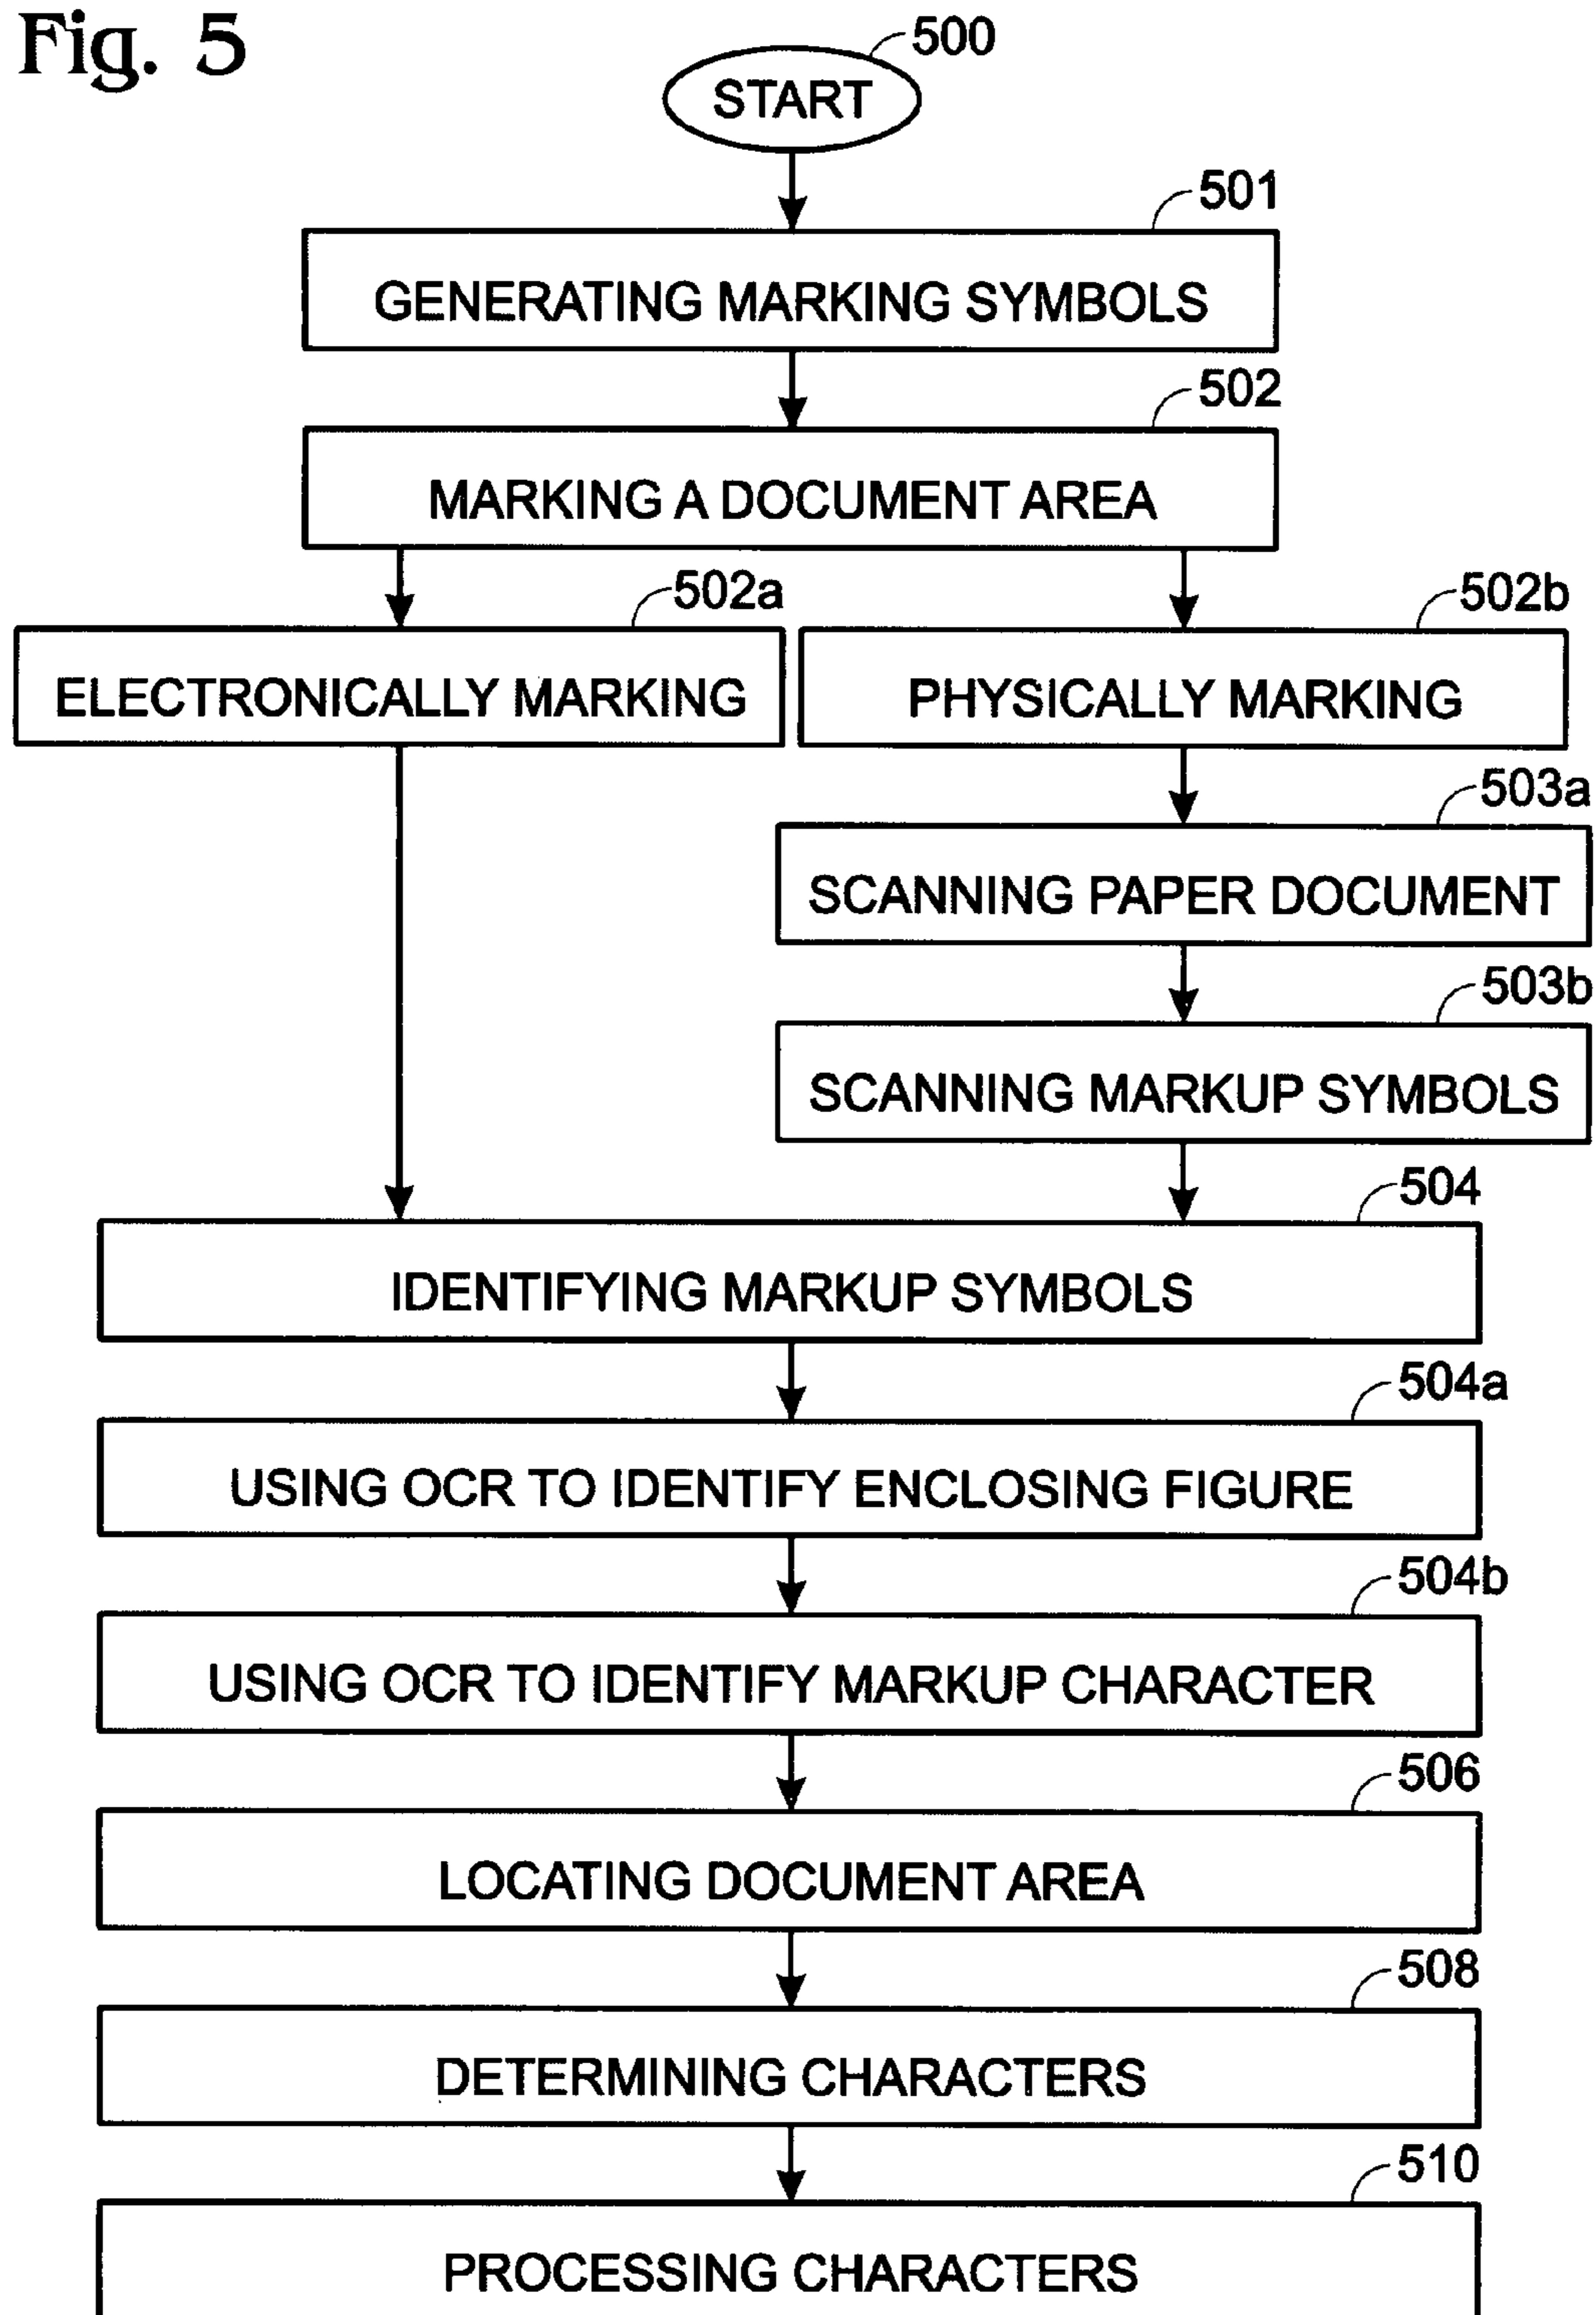 Fig. 5
500
START
501
GENERATING MARKING SYMBOLS
502
MARKING A DOCUMENT AREA
502a
502b
ELECTRONICALLY MARKING
PHYSICALLY MARKING
503a
SCANNING PAPER DOCUMENT
503b
SCANNING MARKUP SYMBOLS
504
IDENTIFYING MARKUP SYMBOLS
504a
USING OCR TO IDENTIFY ENCLOSING FIGURE
504b
USING OCR TO IDENTIFY MARKUP CHARACTER
506
LOCATING DOCUMENT AREA
508
DETERMINING CHARACTERS
510
PROCESSING CHARACTERS